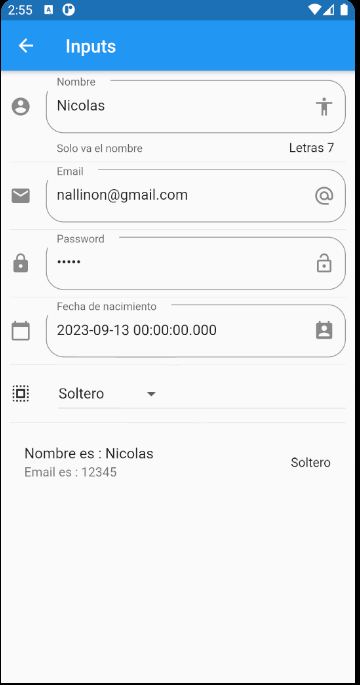 2:55
Inputs
Nombre
Nicolas
Solo va el nombre
Letras 7
Email
nallinon@gmail.com
Password
•••••
Fecha de nacimiento
2023-09-13 00:00:00.000
Soltero
Nombre es : Nicolas
Email es : 12345
Soltero